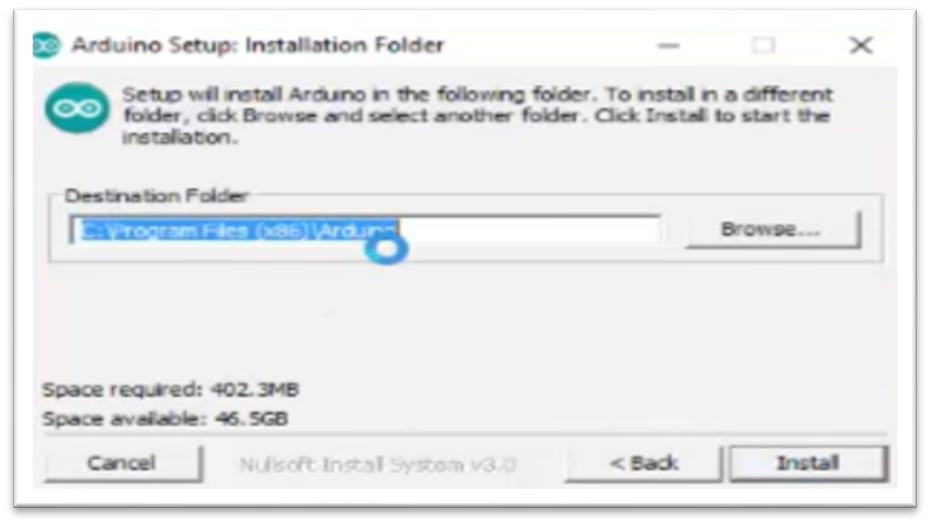 Arduino Setup: Installation Folder
Setup will install Arduino in the following folder. To install in a different
folder, click Browse and select another folder. Click Install to start the
installation.
Destination Folder
C:\Program Files (x86)\Arduino
Browse...
Space required: 402.3MB
Space available: 46.5GB
Cancel
Nullsoft Install System v3.0
< Back
Install